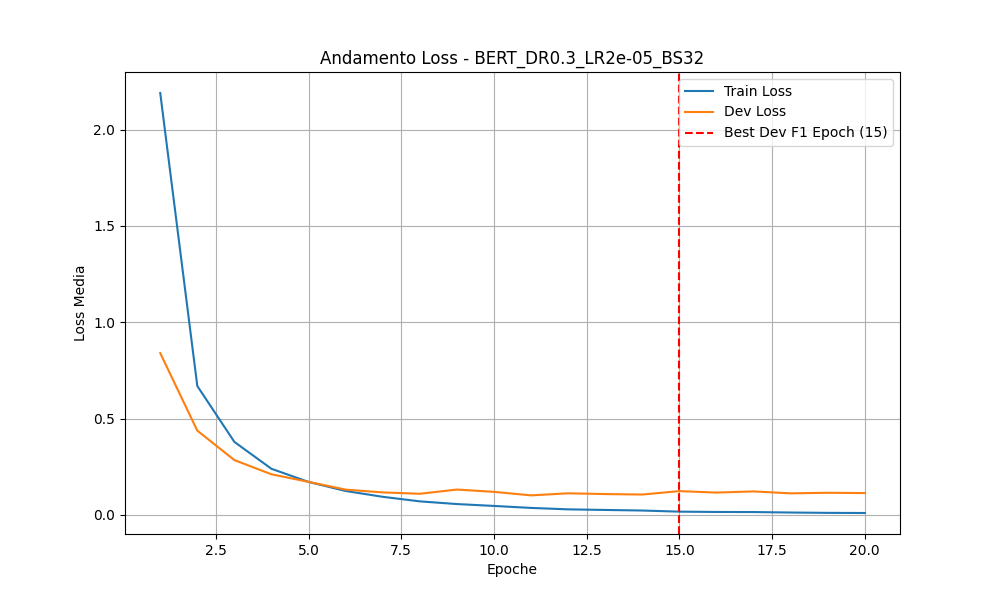 Andamento Loss - BERT_DR0.3_LR2e-05_BS32
Train Loss
Dev Loss
Best Dev F1 Epoch (15)
2.0
1.5
1.0
0.5
0.0
Loss Media
2.5
5.0
7.5
10.0
12.5
15.0
17.5
20.0
Epoche